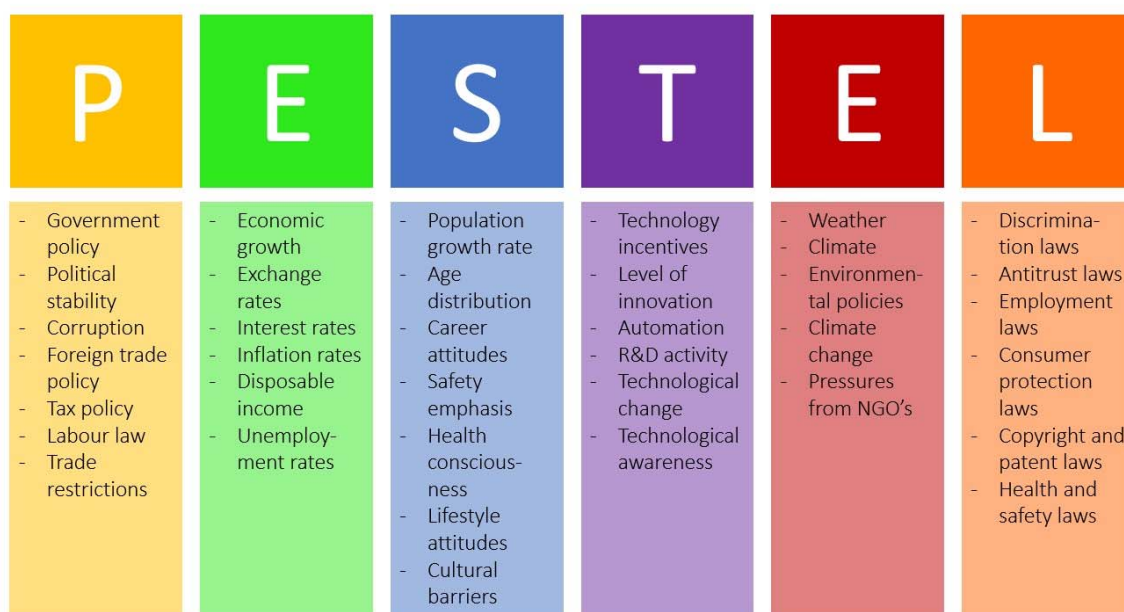 P
- Government
policy
- Political
stability
- Corruption
- Foreign trade
policy
- Tax policy
- Labour law
- Trade
restrictions
E
- Economic
growth
- Exchange
rates
- Interest rates
- Inflation rates
- Disposable
income
- Unemploy-
ment rates
S
- Population
growth rate
- Age
distribution
- Career
attitudes
- Safety
emphasis
- Health
conscious-
ness
- Lifestyle
attitudes
- Cultural
barriers
T
- Technology
incentives
- Level of
innovation
- Automation
- R&D activity
- Technological
change
- Technological
awareness
E
- Weather
- Climate
- Environmen-
tal policies
- Climate
change
- Pressures
from NGO's
L
- Discrimina-
tion laws
- Antitrust laws
- Employment
laws
- Consumer
protection
laws
- Copyright and
patent laws
- Health and
safety laws